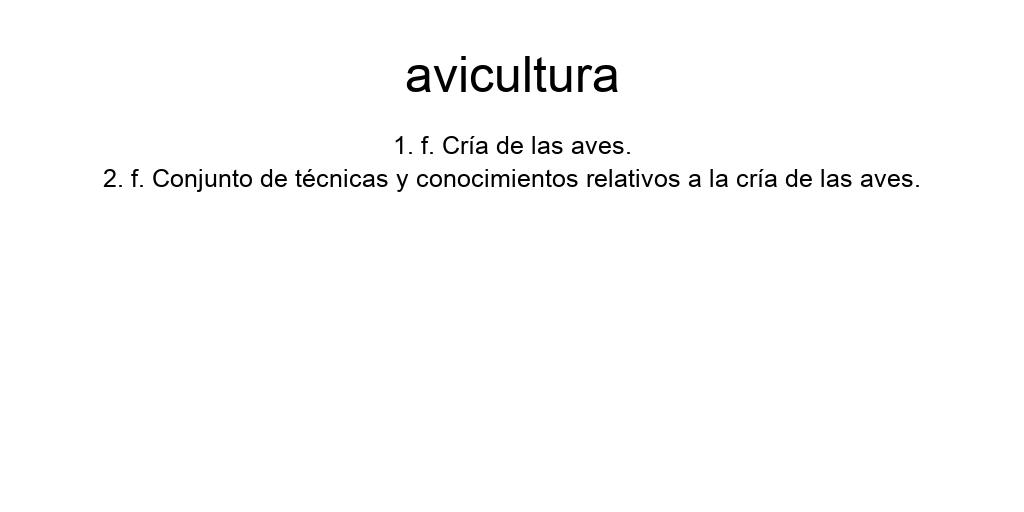 avicultura
1. f. Cría de las aves.
2. f. Conjunto de técnicas y conocimientos relativos a la cría de las aves.